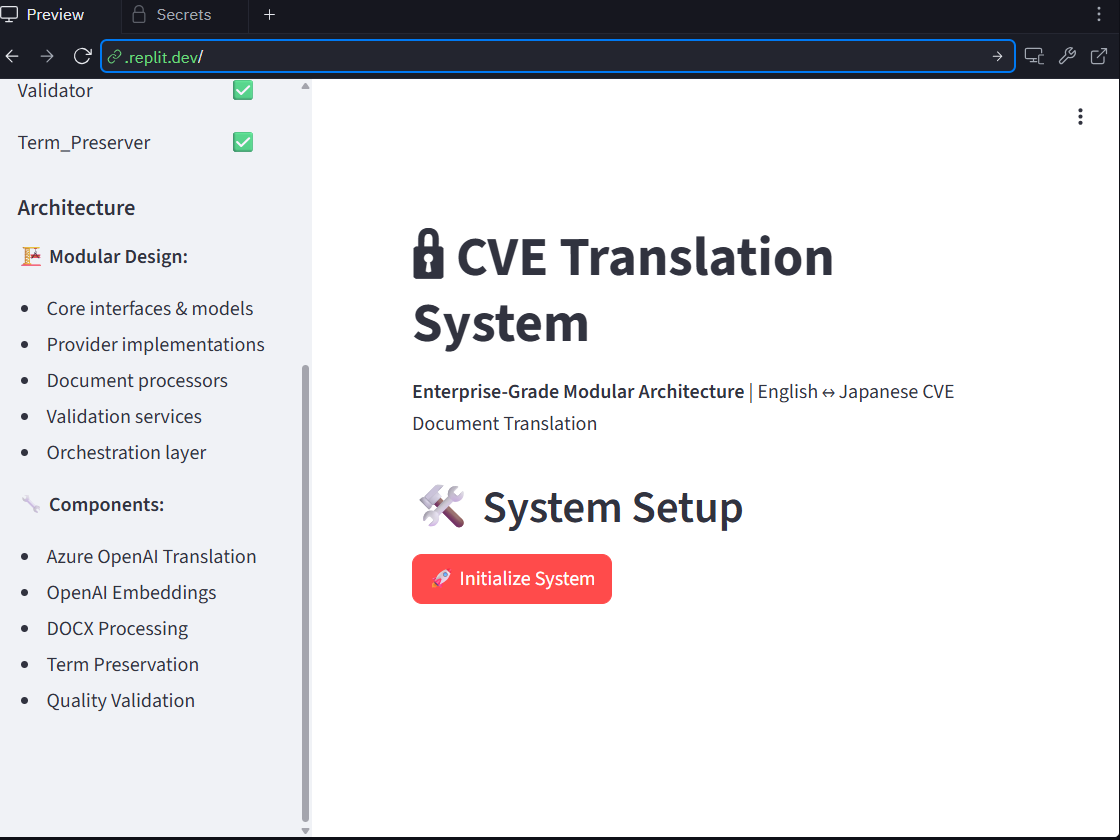 Preview
Secrets
.replit.dev/
Validator
Term_Preserver
Architecture
Modular Design:
Core interfaces & models
Provider implementations
Document processors
Validation services
Orchestration layer
Components:
Azure OpenAI Translation
OpenAI Embeddings
DOCX Processing
Term Preservation
Quality Validation
CVE Translation
System
Enterprise-Grade Modular Architecture | English ↔ Japanese CVE
Document Translation
System Setup
Initialize System